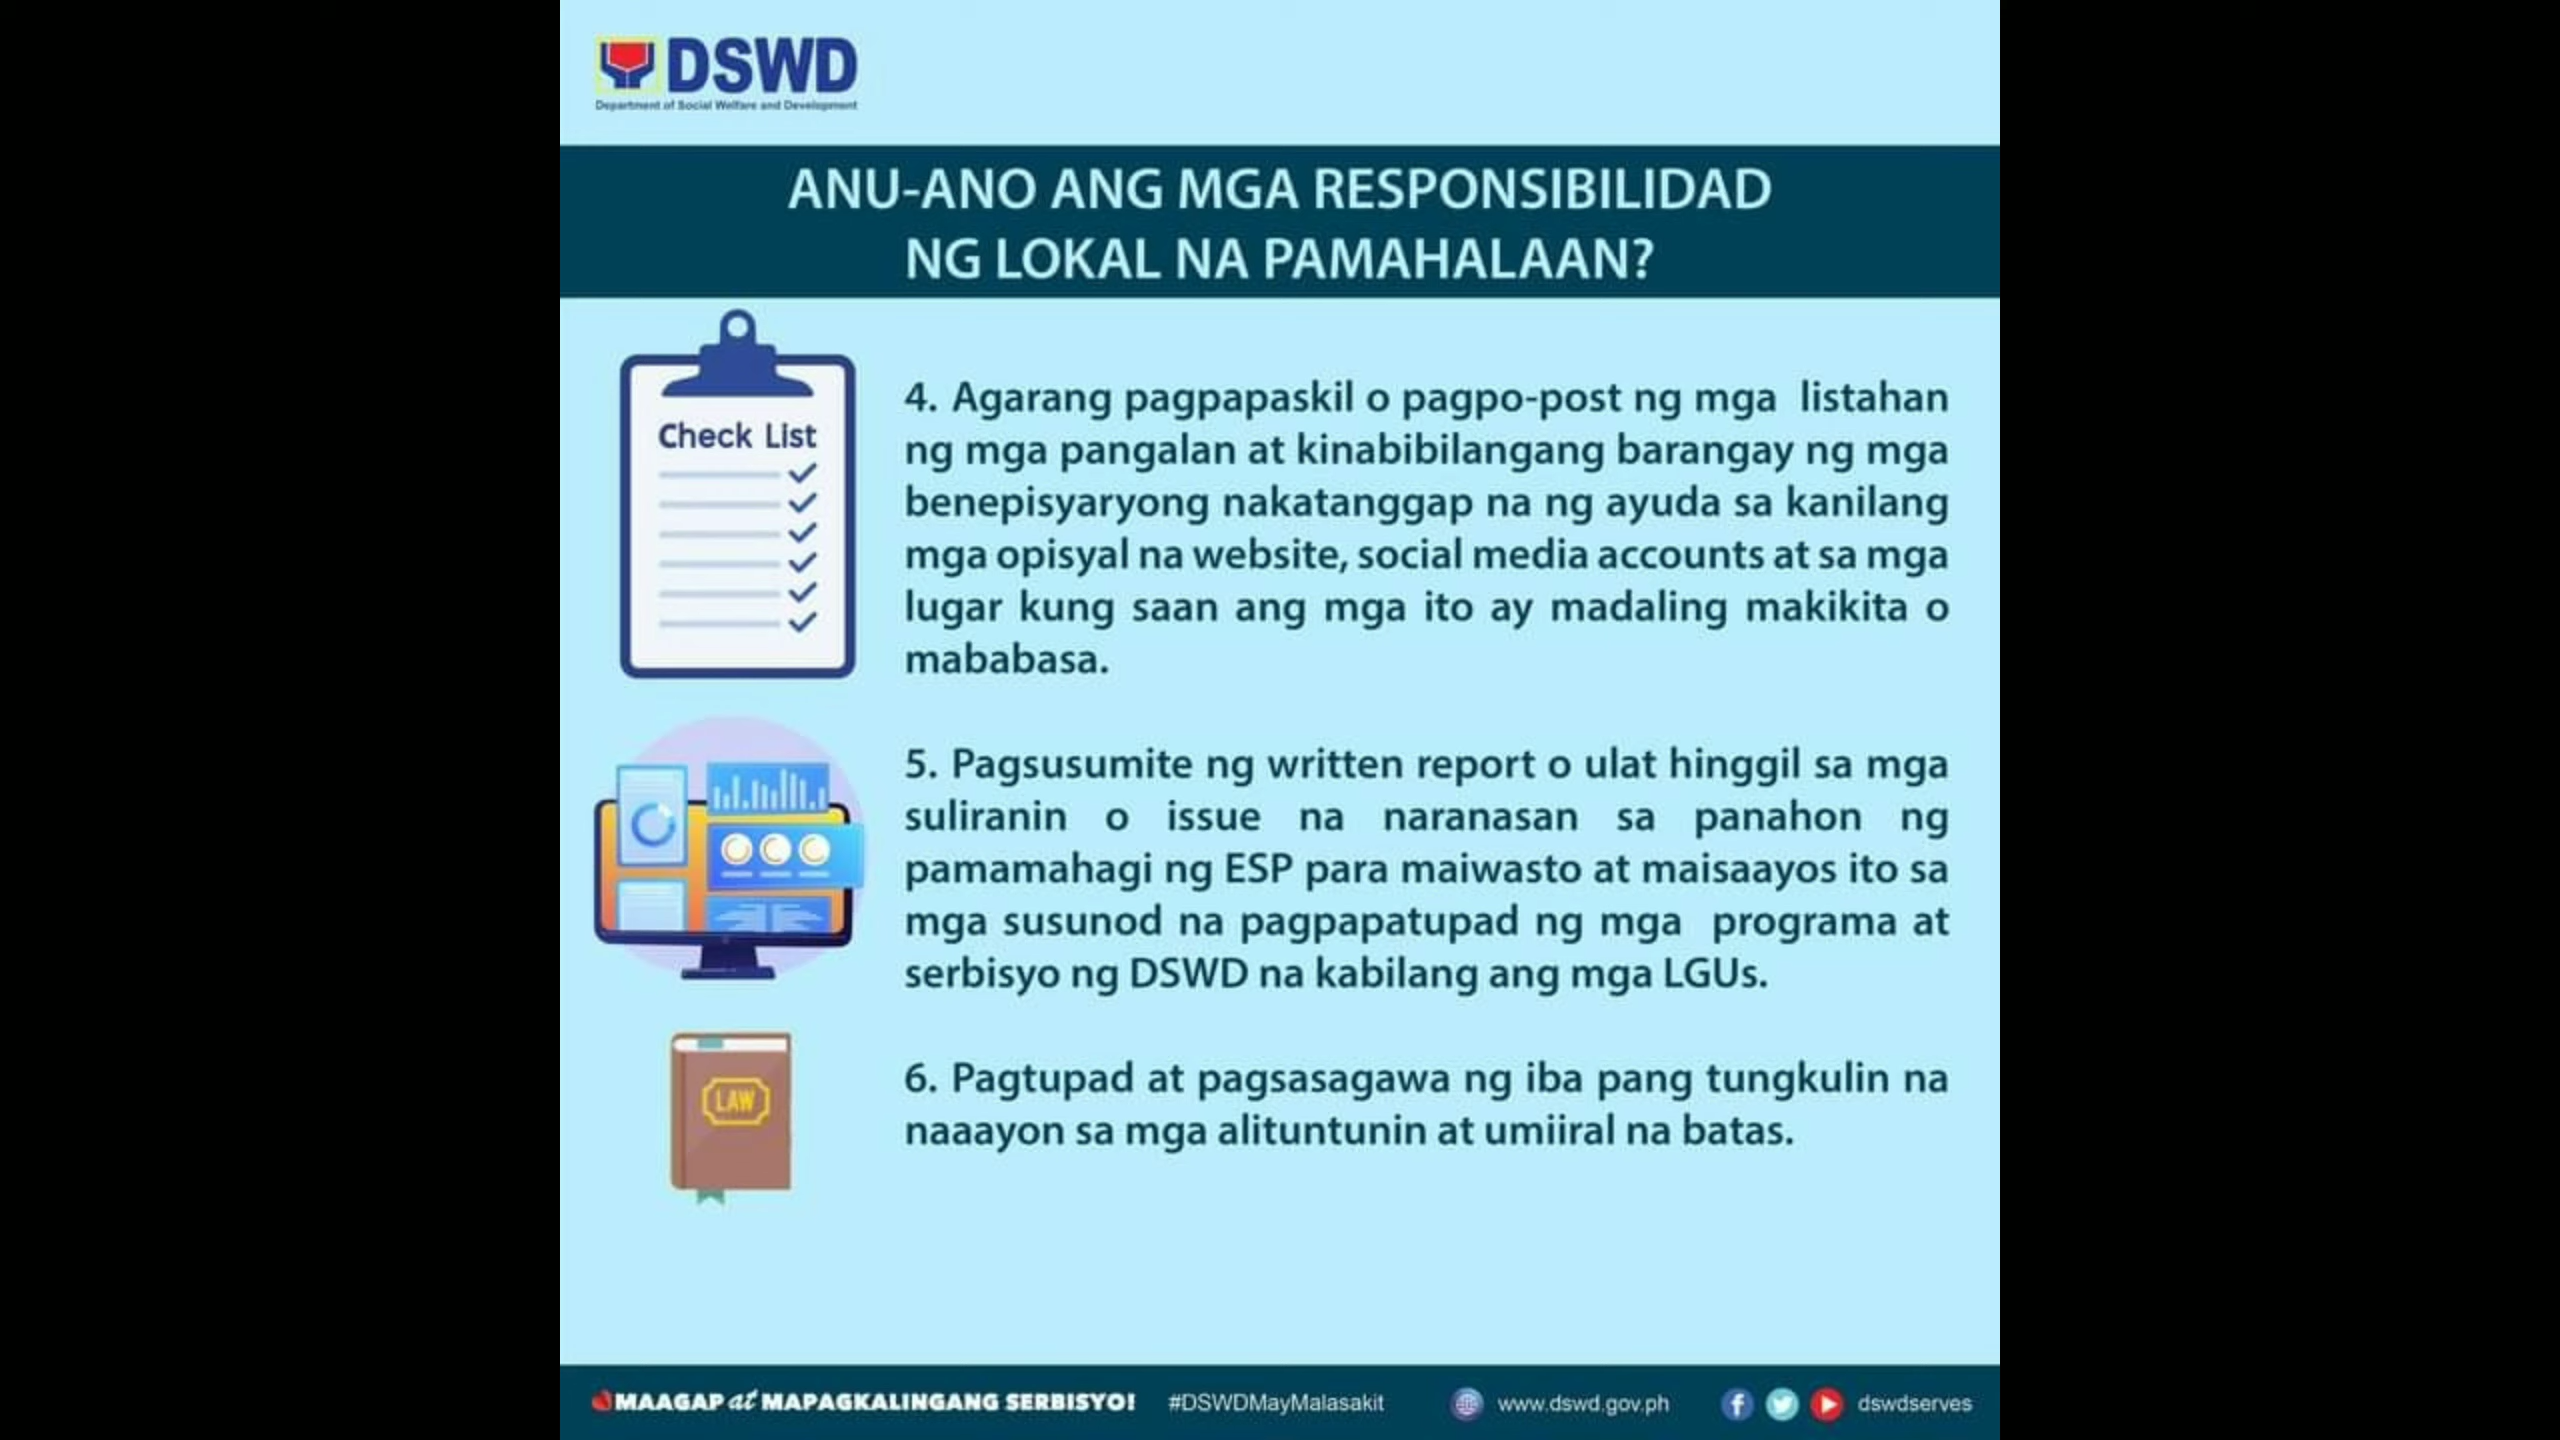 DSWD
Department of Social Welfare and Development
ANU-ANO ANG MGA RESPONSIBILIDAD
NG LOKAL NA PAMAHALAAN?
Check List
4. Agarang pagpapaskil o pagpo-post ng mga listahan
ng mga pangalan at kinabibilangang barangay ng mga
benepisyaryong nakatanggap na ng ayuda sa kanilang
mga opisyal na website, social media accounts at sa mga
lugar kung saan ang mga ito ay madaling makikita o
mababasa.
5. Pagsusumite ng written report o ulat hinggil sa mga
suliranin o issue na naranasan sa panahon ng
pamamahagi ng ESP para maiwasto at maisaayos ito sa
mga susunod na pagpapatupad ng mga programa at
serbisyo ng DSWD na kabilang ang mga LGUs.
LAW
6. Pagtupad at pagsasagawa ng iba pang tungkulin na
naaayon sa mga alituntunin at umiiral na batas.
MAAGAP at MAPAGKALINGANG SERBISYO! #DSWDMayMalasakit www.dswd.gov.ph dswdserves